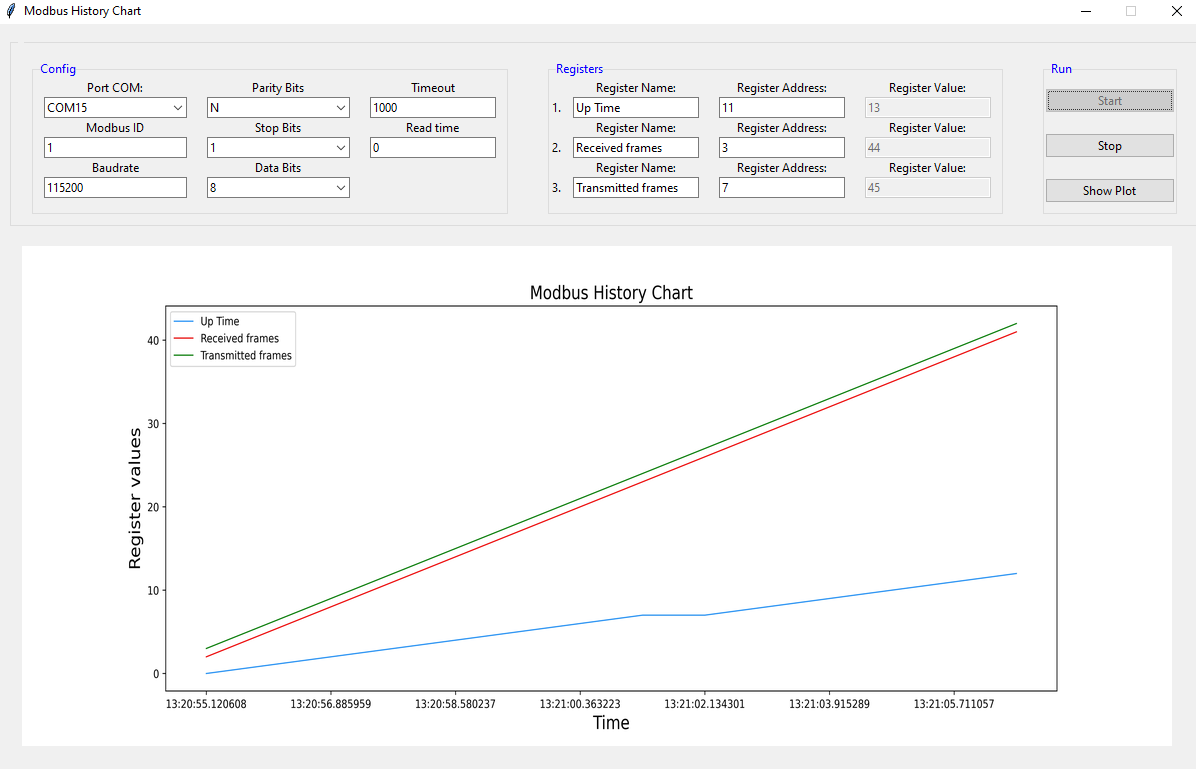 Modbus History Chart
Config
Port COM: Parity Bits Timeout
COM15 N 1000
Modbus ID Stop Bits Read time
1 1 0
Baudrate Data Bits
115200 8
Registers
Register Name: Register Address: Register Value:
1. Up Time 11 13
Register Name: Register Address: Register Value:
2. Received frames 3 44
Register Name: Register Address: Register Value:
3. Transmitted frames 7 45
Run
Start
Stop
Show Plot
Modbus History Chart
Up Time
Received frames
Transmitted frames
40
30
20
10
0
Register values
13:20:55.120608 13:20:56.885959 13:20:58.580237 13:21:00.363223 13:21:02.134301 13:21:03.915289 13:21:05.711057
Time